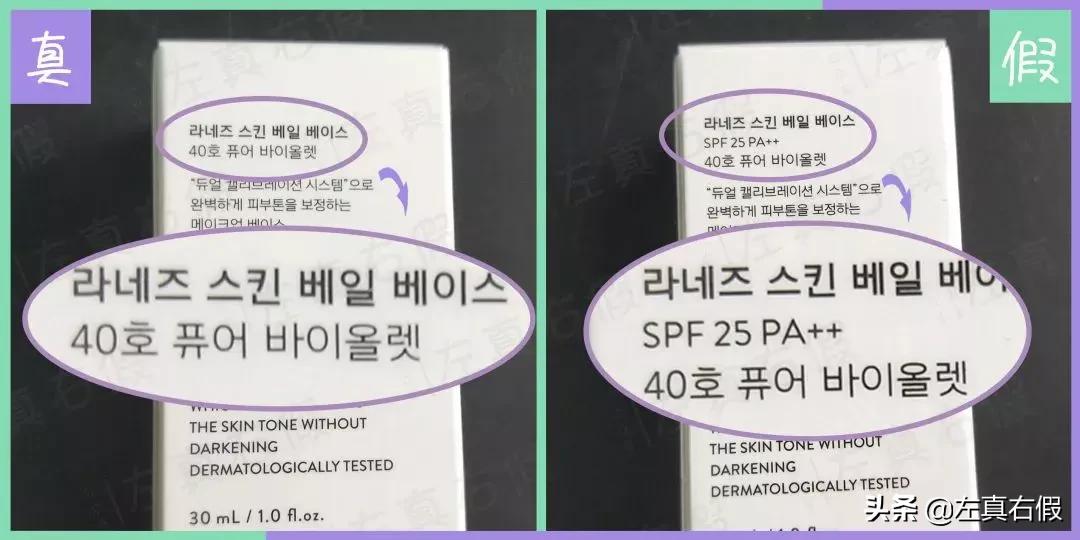 真
라네즈 스킨 베일 베이스
40호 퓨어 바이올렛
"듀얼 캘리브레이션 시스템"으로
완벽하게 피부톤을 보정하는
메이크업 베이스
라네즈 스킨 베일 베이스
40호 퓨어 바이올렛
THE SKIN TONE WITHOUT
DARKENING
DERMATOLOGICALLY TESTED
30 mL / 1.0 fl.oz.
假
라네즈 스킨 베일 베이스
SPF 25 PA++
40호 퓨어 바이올렛
"듀얼 캘리브레이션 시스템"으로
완벽하게 피부톤을 보정하는
라네즈 스킨 베일 베이
SPF 25 PA++
40호 퓨어 바이올렛
THE SKIN TONE WITHOUT
DARKENING
DERMATOLOGICALLY TESTED
头条 @左真右假